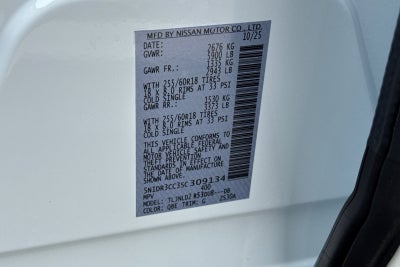 MFD BY NISSAN MOTOR CO., LTD.
DATE: 10/25
GVWR: 2676 KG
5900 LB
GAWR FR.: 1335 KG
2943 LB
WITH 255/60R18 TIRES
18 X 8.0 RIMS AT 33 PSI
COLD SINGLE
GAWR RR.: 1530 KG
3373 LB
WITH 255/60R18 TIRES
18 X 8.0 RIMS AT 33 PSI
COLD SINGLE
THIS VEHICLE CONFORMS TO
ALL APPLICABLE FEDERAL
MOTOR VEHICLE SAFETY
AND THEFT PREVENTION
STANDARDS IN EFFECT ON
THE DATE OF MANUFACTURE
SHOWN ABOVE
5N1DR3CC3SC309134
MPV 400
COLOR: QBE TRIM: G